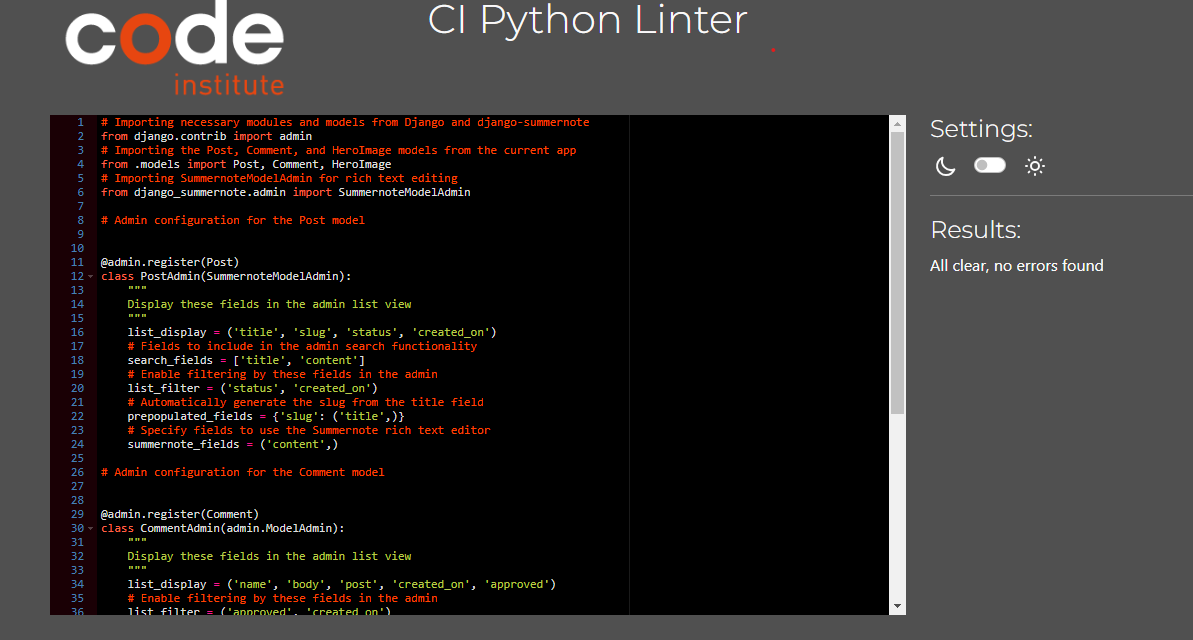 code
institute
CI Python Linter
1 # Importing necessary modules and models from Django and django-summernote
2 from django.contrib import admin
3 # Importing the Post, Comment, and HeroImage models from the current app
4 from .models import Post, Comment, HeroImage
5 # Importing SummernoteModelAdmin for rich text editing
6 from django_summernote.admin import SummernoteModelAdmin
7
8 # Admin configuration for the Post model
9
10
11 @admin.register(Post)
12 class PostAdmin(SummernoteModelAdmin):
13     """
14     Display these fields in the admin list view
15     """
16     list_display = ('title', 'slug', 'status', 'created_on')
17     # Fields to include in the admin search functionality
18     search_fields = ['title', 'content']
19     # Enable filtering by these fields in the admin
20     list_filter = ('status', 'created_on')
21     # Automatically generate the slug from the title field
22     prepopulated_fields = {'slug': ('title',)}
23     # Specify fields to use the Summernote rich text editor
24     summernote_fields = ('content',)
25
26 # Admin configuration for the Comment model
27
28
29 @admin.register(Comment)
30 class CommentAdmin(admin.ModelAdmin):
31     """
32     Display these fields in the admin list view
33     """
34     list_display = ('name', 'body', 'post', 'created_on', 'approved')
35     # Enable filtering by these fields in the admin
36     list_filter = ('approved', 'created_on')
Settings:
Results:
All clear, no errors found